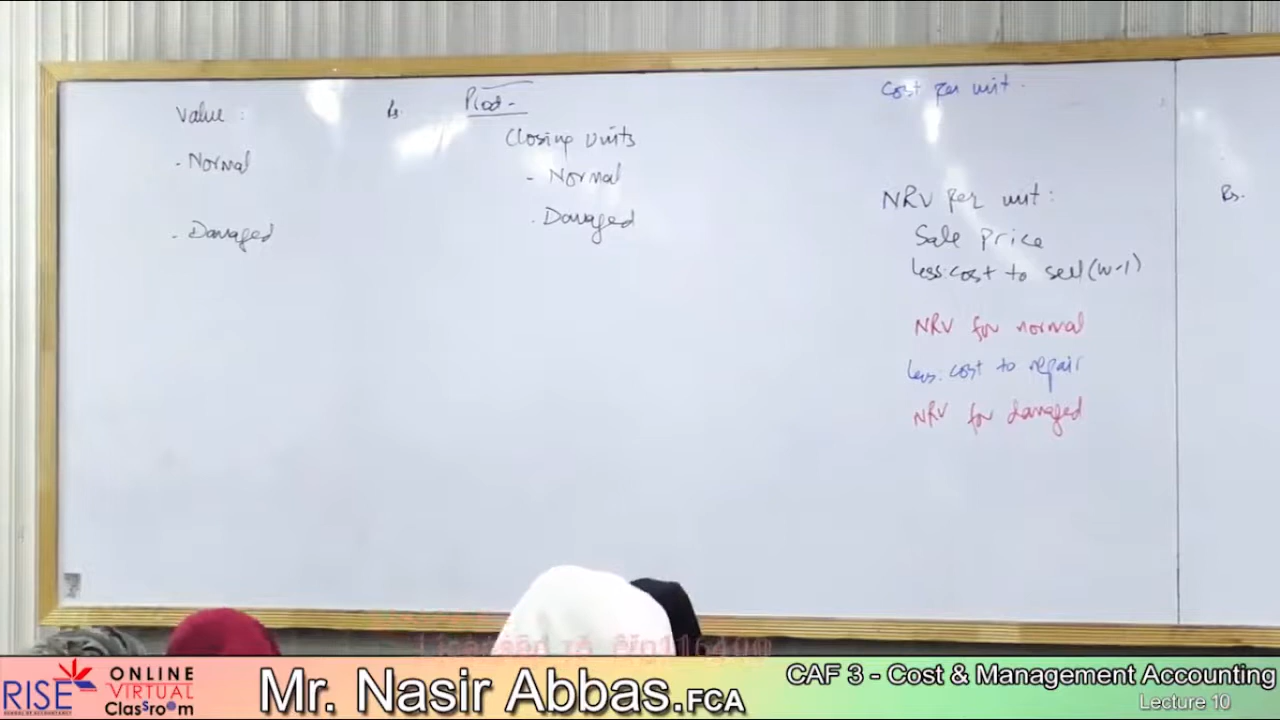 Value :
Rs.
- Normal
- Damaged
Prod-
Closing Units
- Normal
- Damaged
Cost per unit.
NRV per unit:
Rs.
Sale Price
less: cost to sell (W-1)
NRV for normal
less: cost to repair
NRV for damaged
RISE
ONLINE
VIRTUAL
Classroom
Mr. Nasir Abbas.FCA
CAF 3 - Cost & Management Accounting
Lecture 10